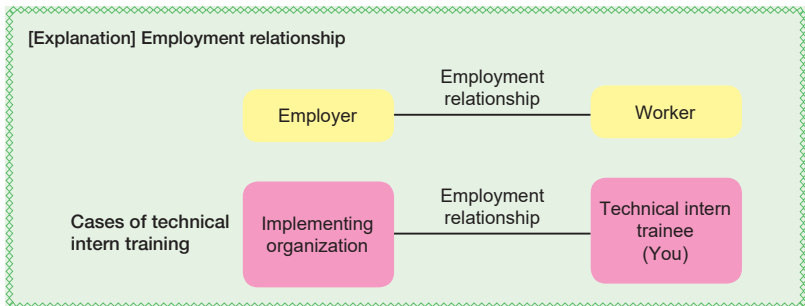 [Explanation] Employment relationship
Employment
relationship
Employer
Worker
Employment
relationship
Cases of technical
intern training
Implementing
organization
Technical intern
trainee
(You)